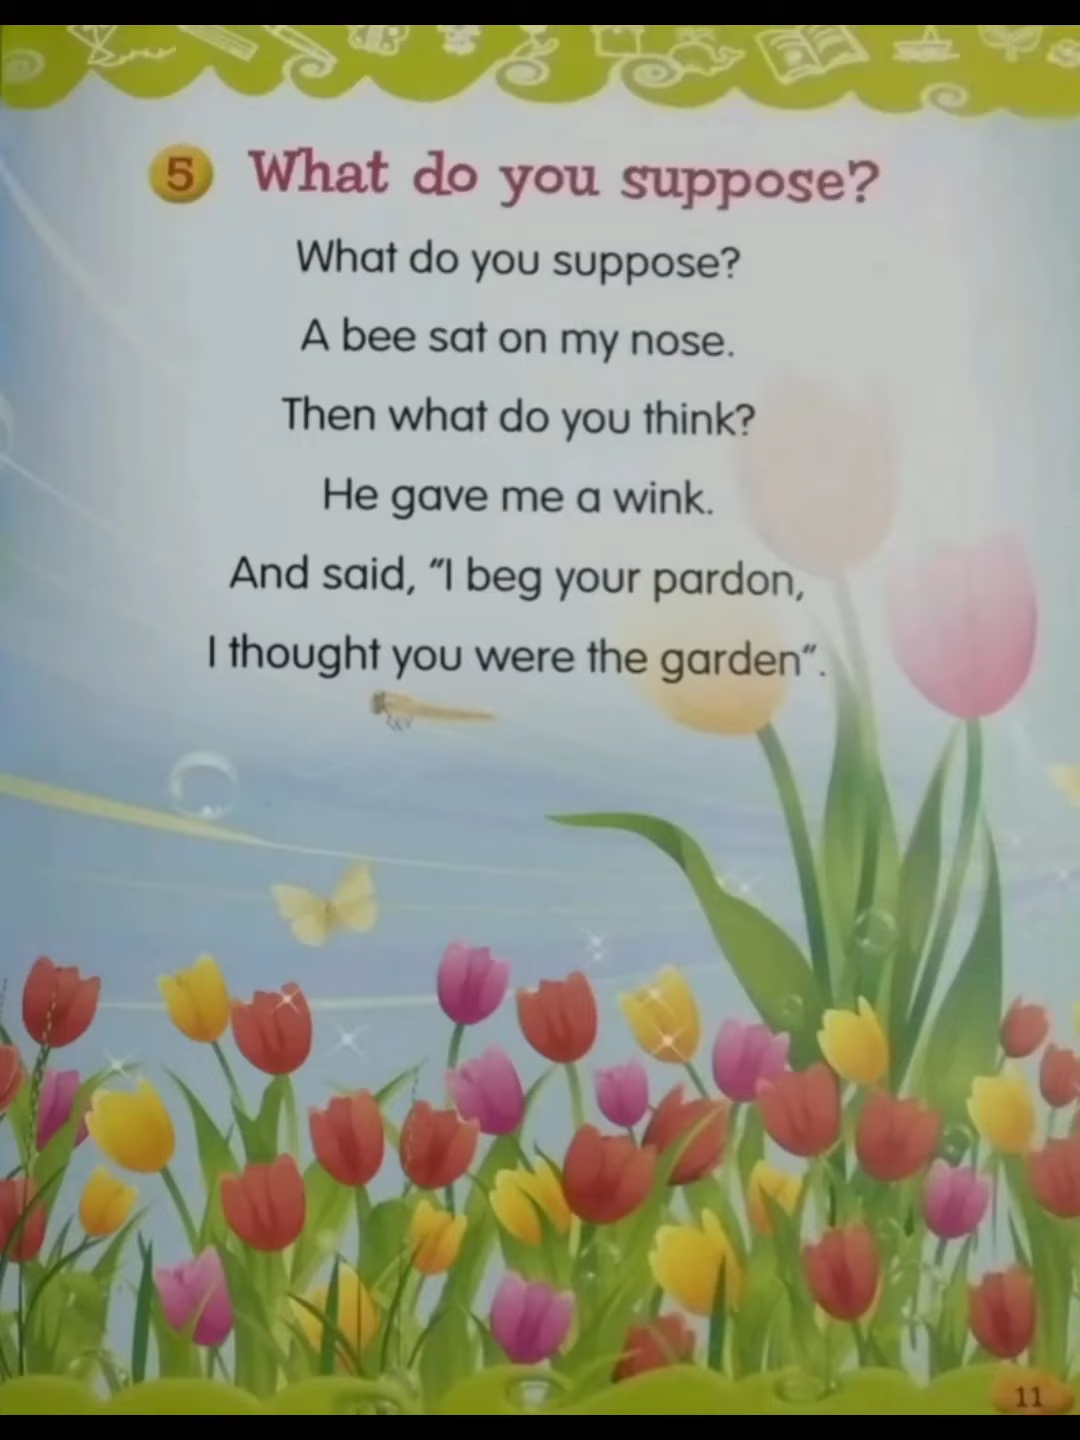 5 What do you suppose?
What do you suppose?
A bee sat on my nose.
Then what do you think?
He gave me a wink.
And said, "I beg your pardon,
I thought you were the garden".
11